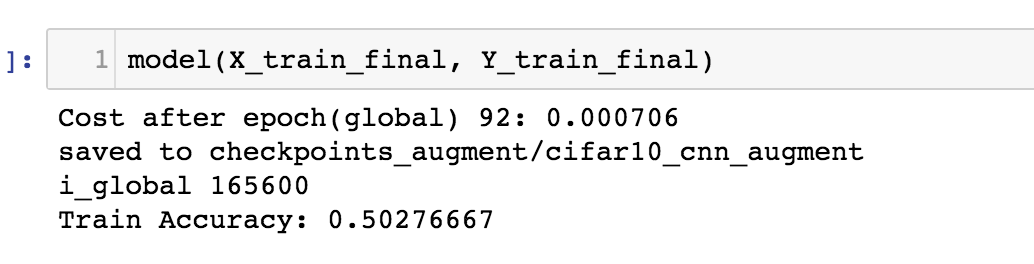 ]: 1 model(X_train_final, Y_train_final)
Cost after epoch(global) 92: 0.000706
saved to checkpoints_augment/cifar10_cnn_augment
i_global 165600
Train Accuracy: 0.50276667